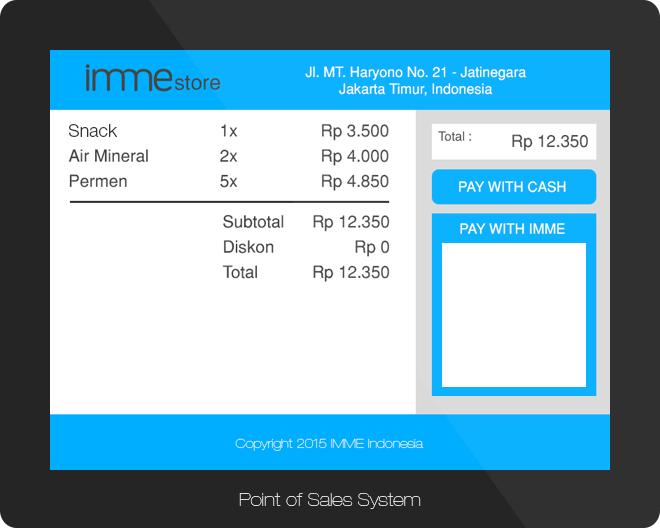 imme store
Jl. MT. Haryono No. 21 - Jatinegara
Jakarta Timur, Indonesia
Snack 1x Rp 3.500
Air Mineral 2x Rp 4.000
Permen 5x Rp 4.850
Subtotal Rp 12.350
Diskon Rp 0
Total Rp 12.350
Total : Rp 12.350
PAY WITH CASH
PAY WITH IMME
Copyright 2015 IMME Indonesia
Point of Sales System